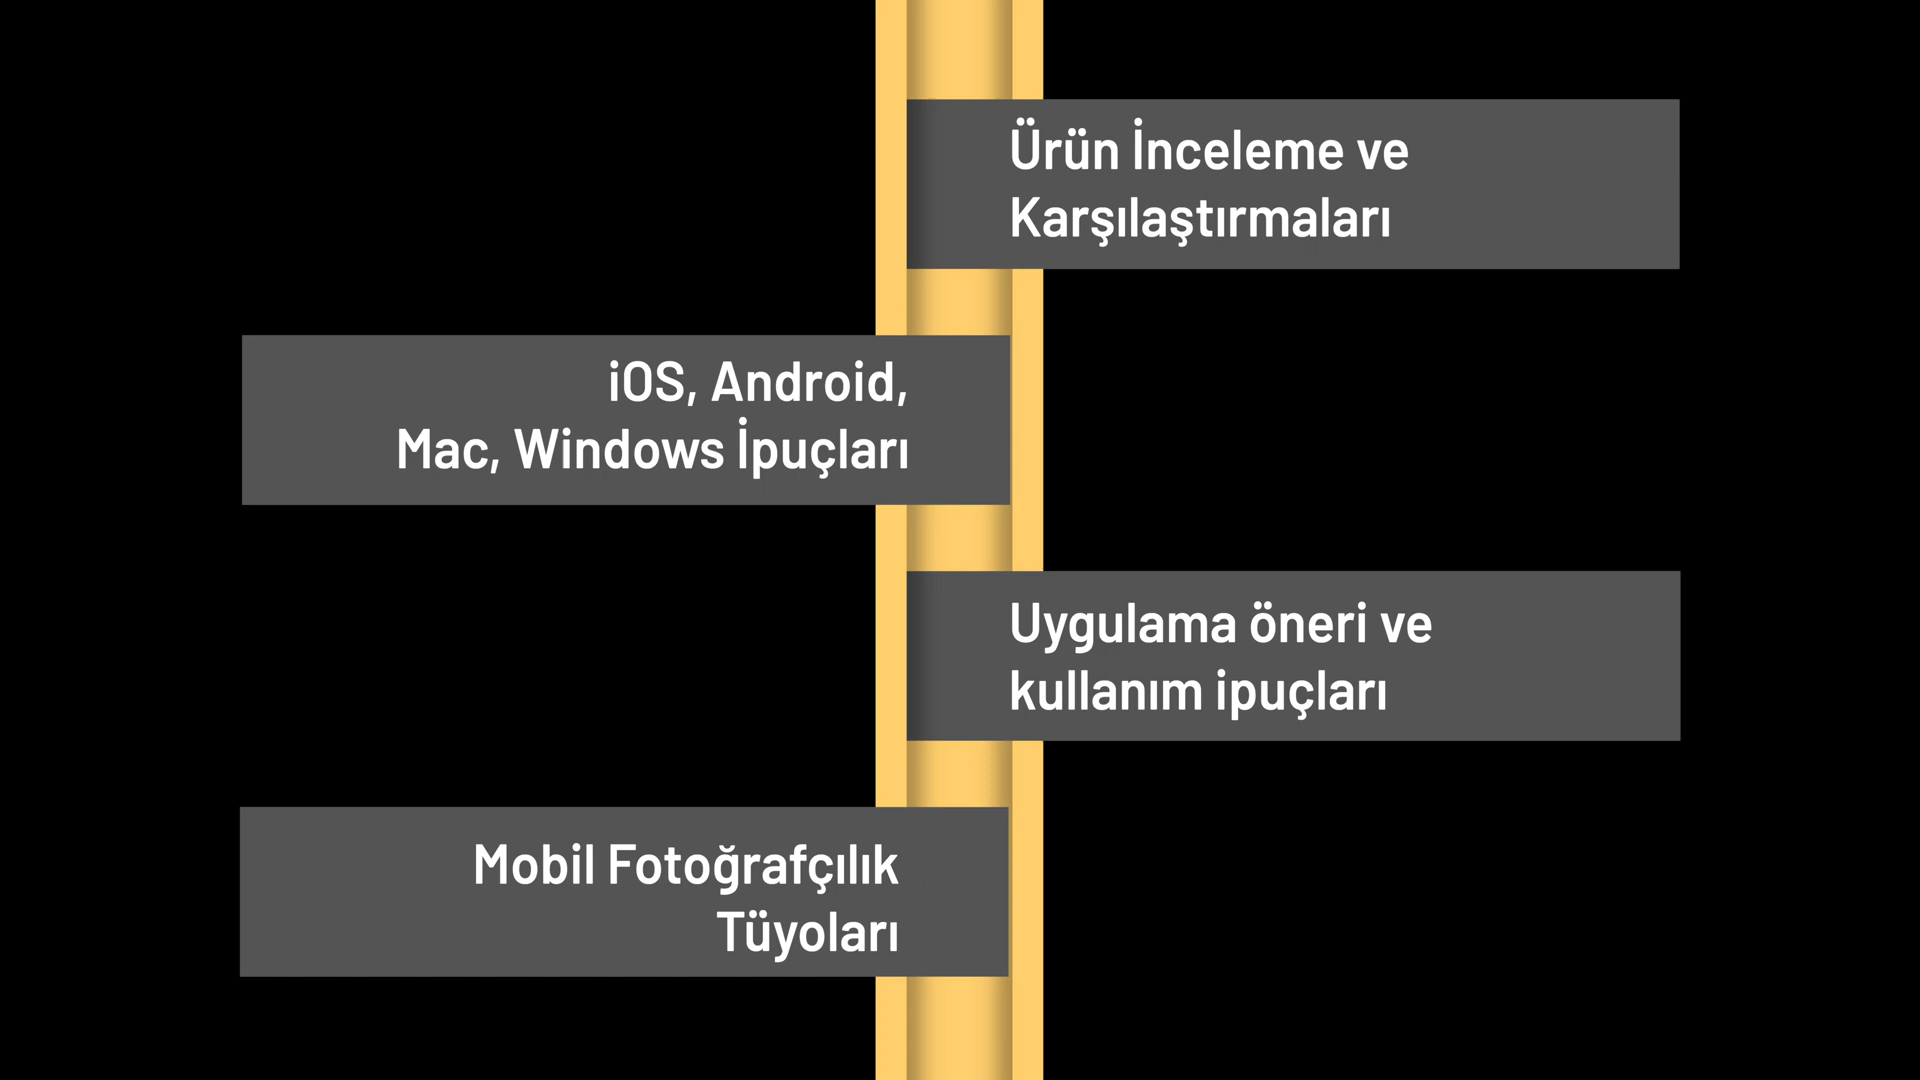 Ürün İnceleme ve
Karşılaştırmaları
iOS, Android,
Mac, Windows İpuçları
Uygulama öneri ve
kullanım ipuçları
Mobil Fotoğrafçılık
Tüyoları